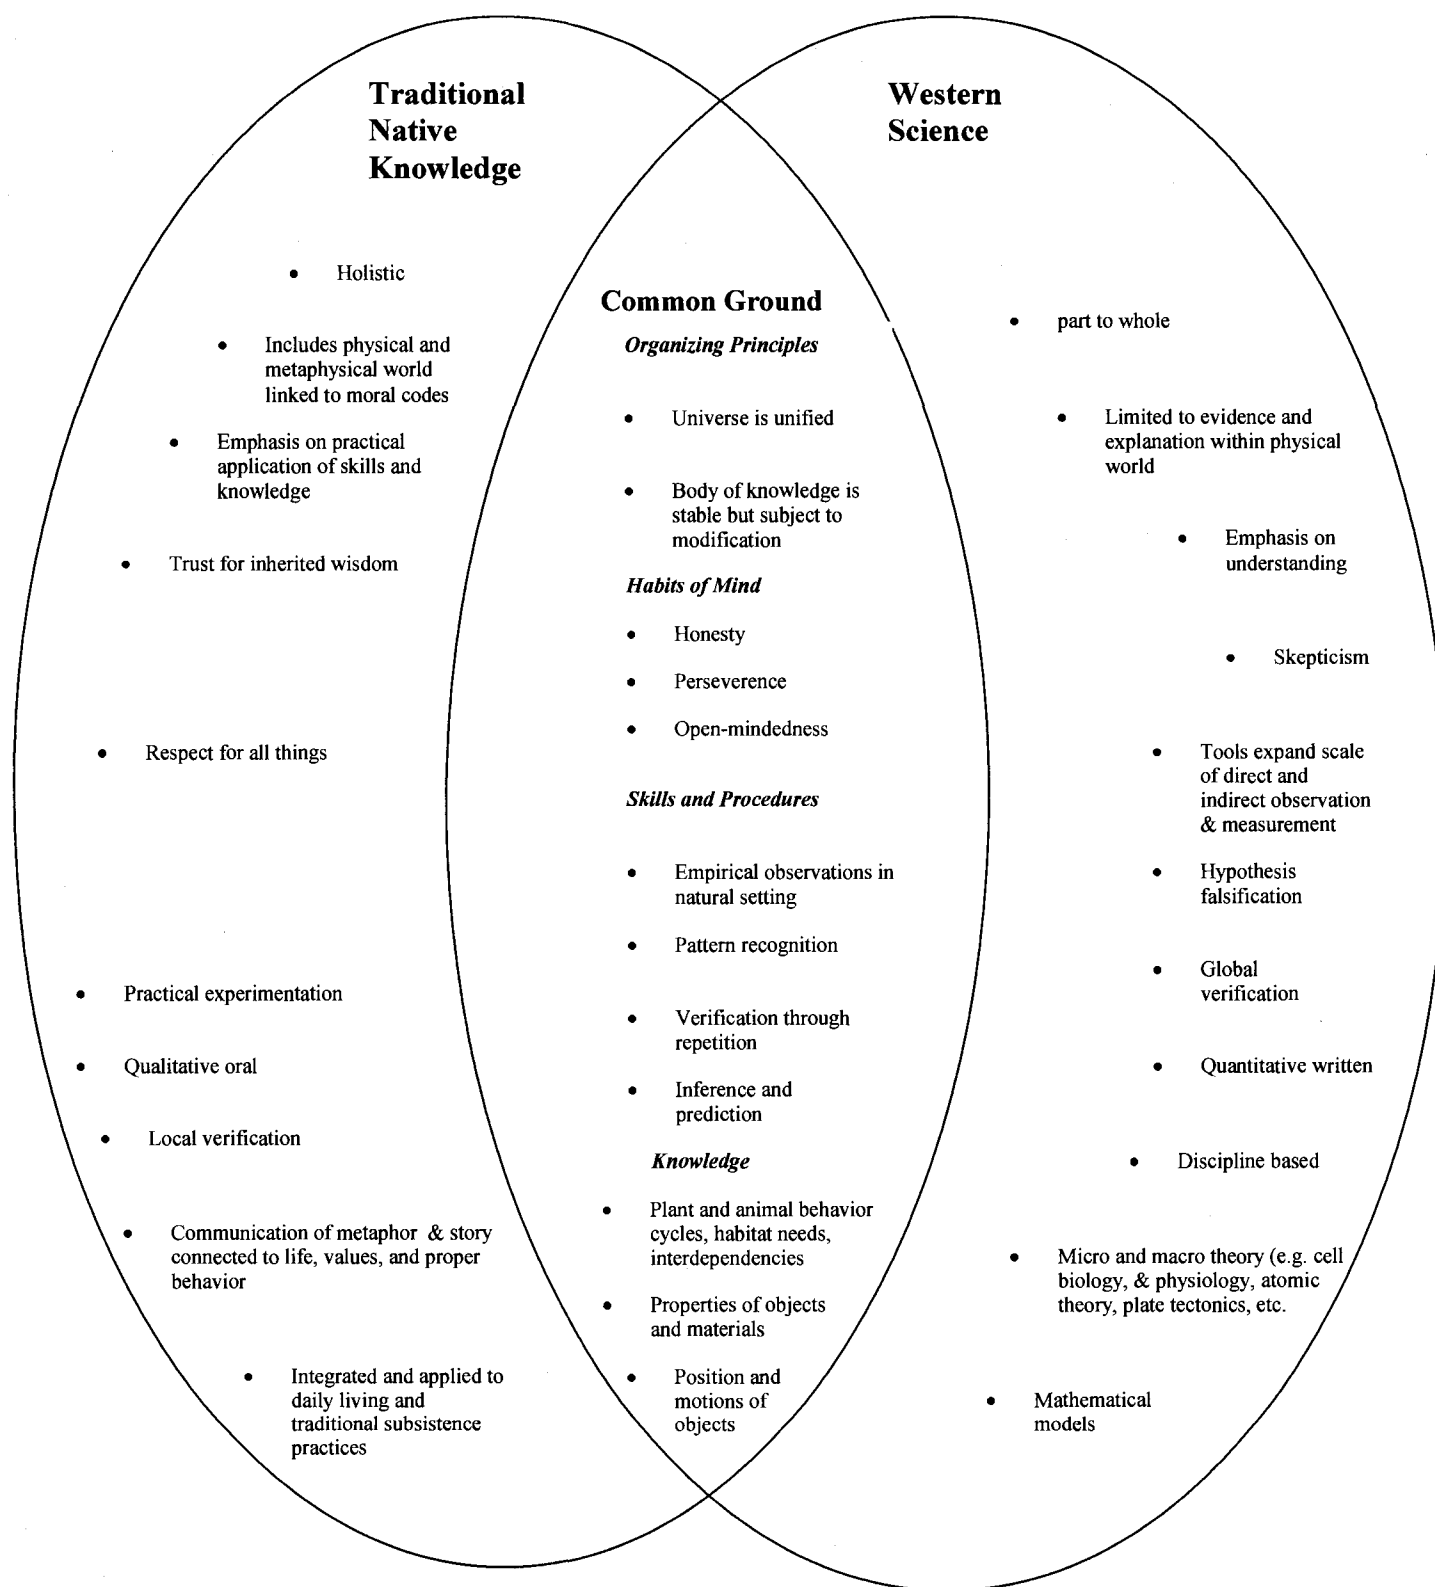 Traditional
Native
Knowledge
• Holistic
• Includes physical and
metaphysical world
linked to moral codes
• Emphasis on practical
application of skills and
knowledge
• Trust for inherited wisdom
• Respect for all things
• Practical experimentation
• Qualitative oral
• Local verification
• Communication of metaphor & story
connected to life, values, and proper
behavior
• Integrated and applied to
daily living and
traditional subsistence
practices
Common Ground
Organizing Principles
• Universe is unified
• Body of knowledge is
stable but subject to
modification
Habits of Mind
• Honesty
• Perseverence
• Open-mindedness
Skills and Procedures
• Empirical observations in
natural setting
• Pattern recognition
• Verification through
repetition
• Inference and
prediction
Knowledge
• Plant and animal behavior
cycles, habitat needs,
interdependencies
• Properties of objects
and materials
• Position and
motions of
objects
Western
Science
• part to whole
• Limited to evidence and
explanation within physical
world
• Emphasis on
understanding
• Skepticism
• Tools expand scale
of direct and
indirect observation
& measurement
• Hypothesis
falsification
• Global
verification
• Quantitative written
• Discipline based
• Micro and macro theory (e.g. cell
biology, & physiology, atomic
theory, plate tectonics, etc.
• Mathematical
models